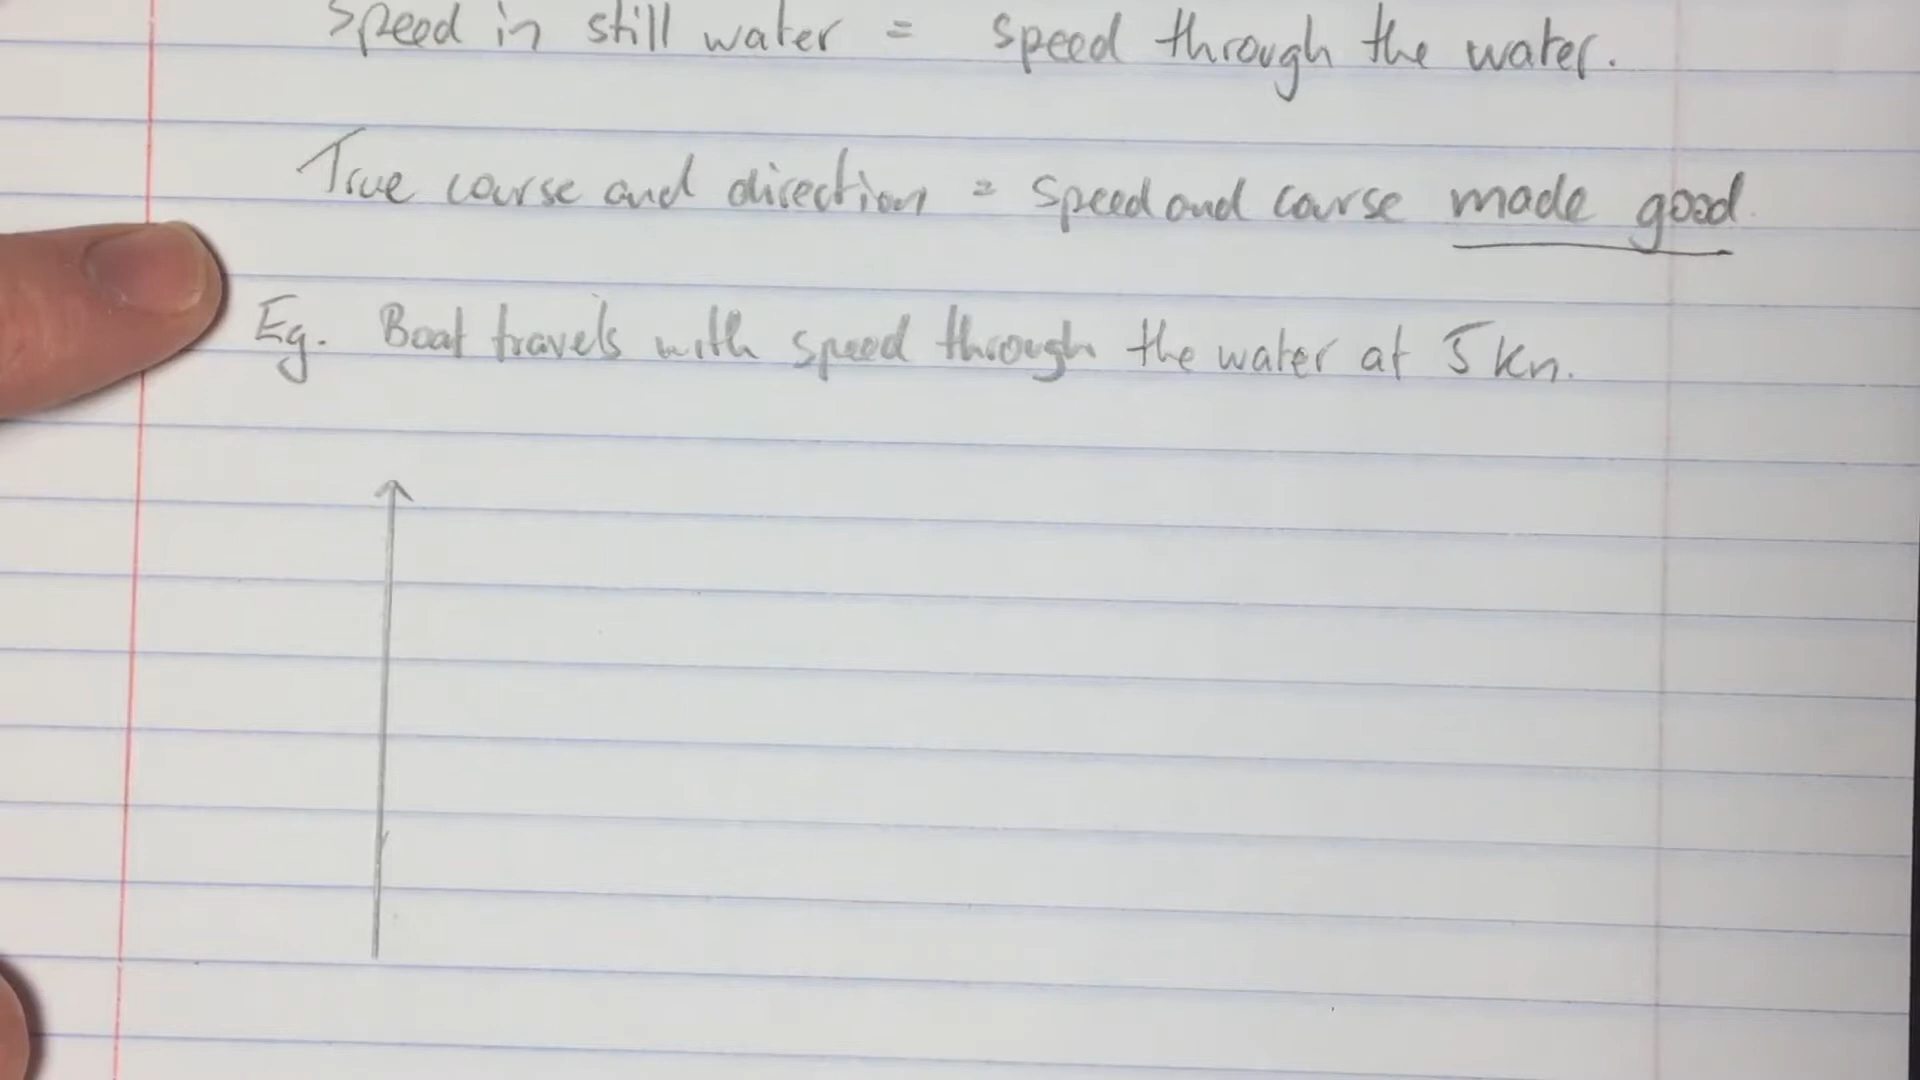 Speed in still water = speed through the water.
True course and direction = speed and course made good.
Eg. Boat travels with speed through the water at 5 kn.